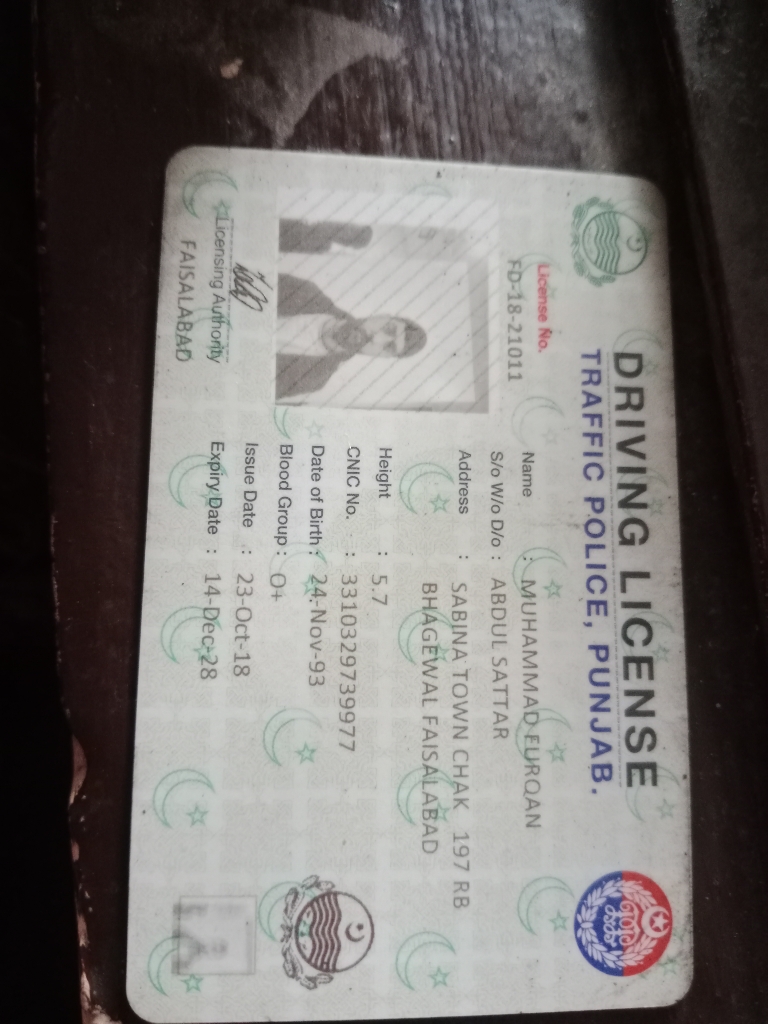 DRIVING LICENSE
TRAFFIC POLICE, PUNJAB.
License No.
FD-18-21011
Name : MUHAMMAD FURQAN
S/o W/o D/o : ABDUL SATTAR
Address : SABINA TOWN CHAK 197 RB
BHAGEWAL FAISALABAD
Height : 5.7
CNIC No. : 3310329739977
Date of Birth : 24-Nov-93
Blood Group : O+
Issue Date : 23-Oct-18
Expiry Date : 14-Dec-28
Licensing Authority
FAISALABAD